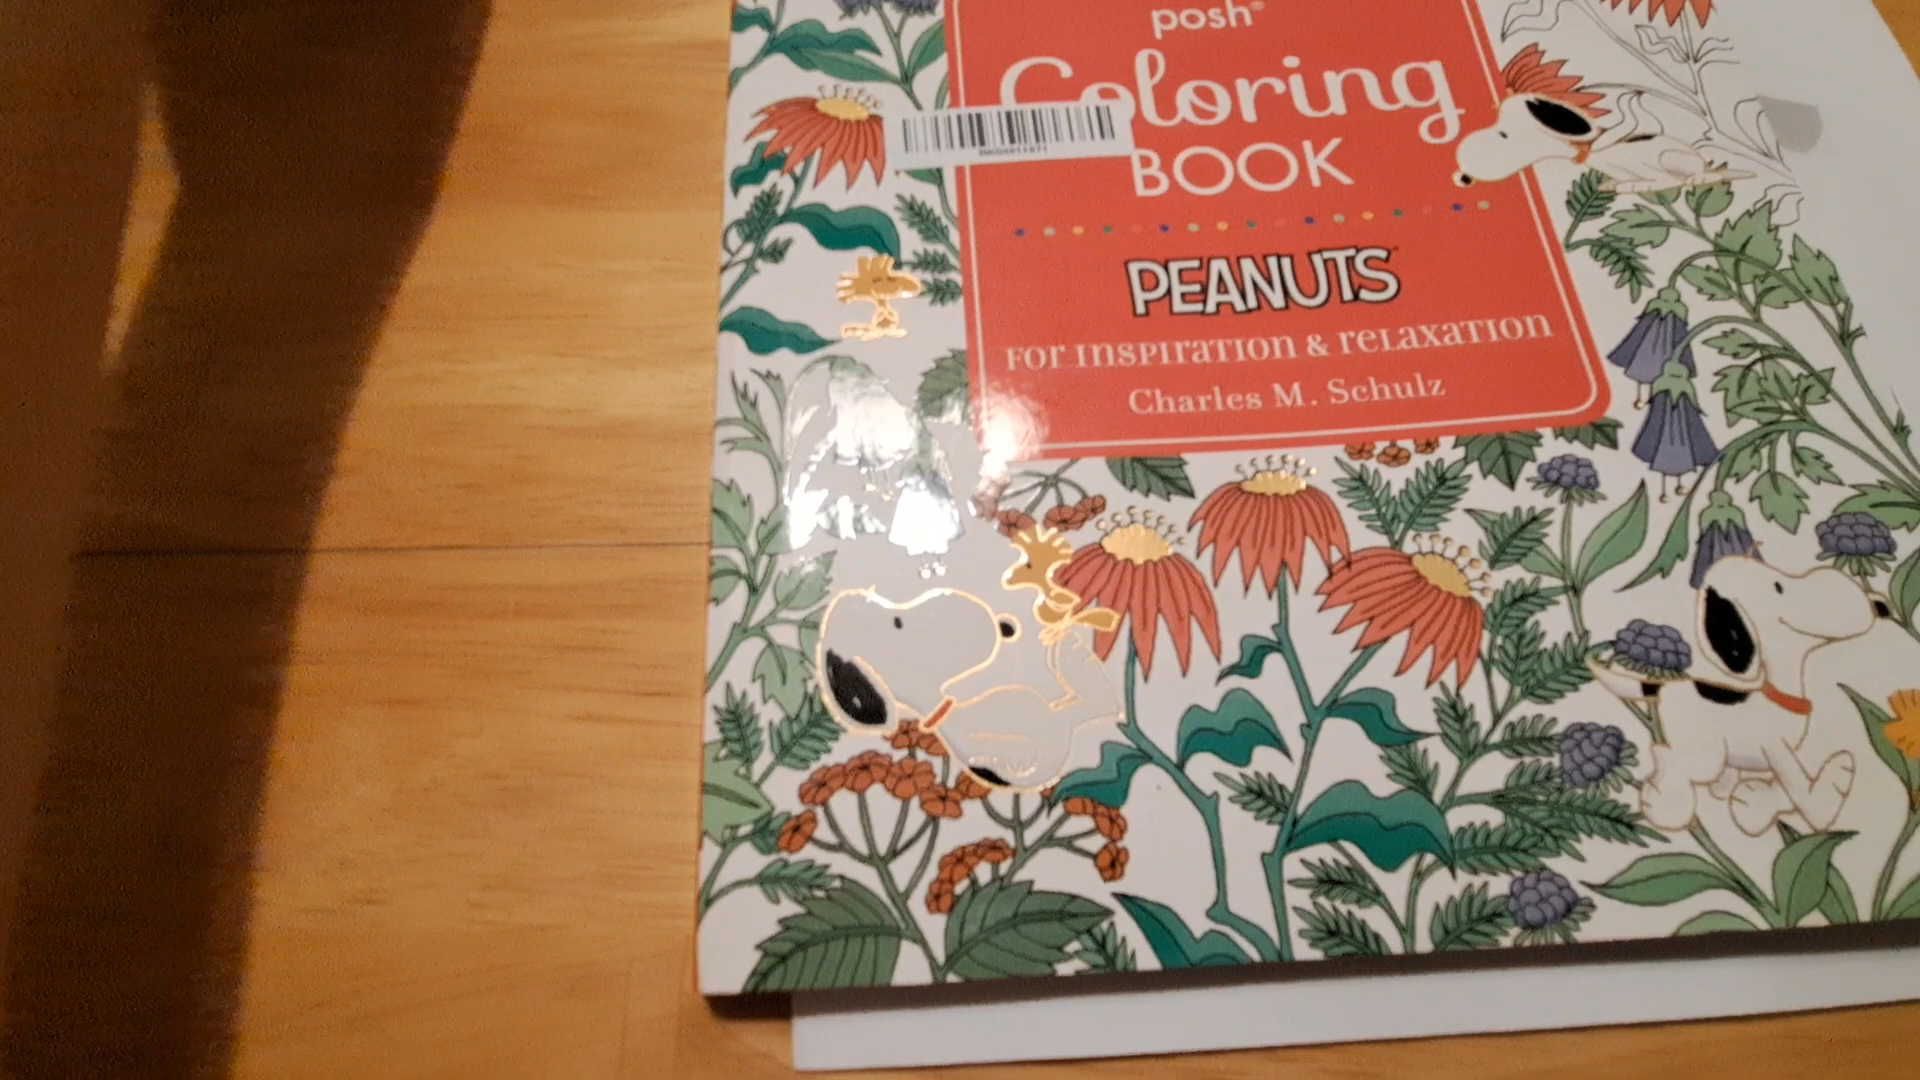 posh®
Coloring
BOOK
PEANUTS
FOR INSPIRATION & RELAXATION
Charles M. Schulz